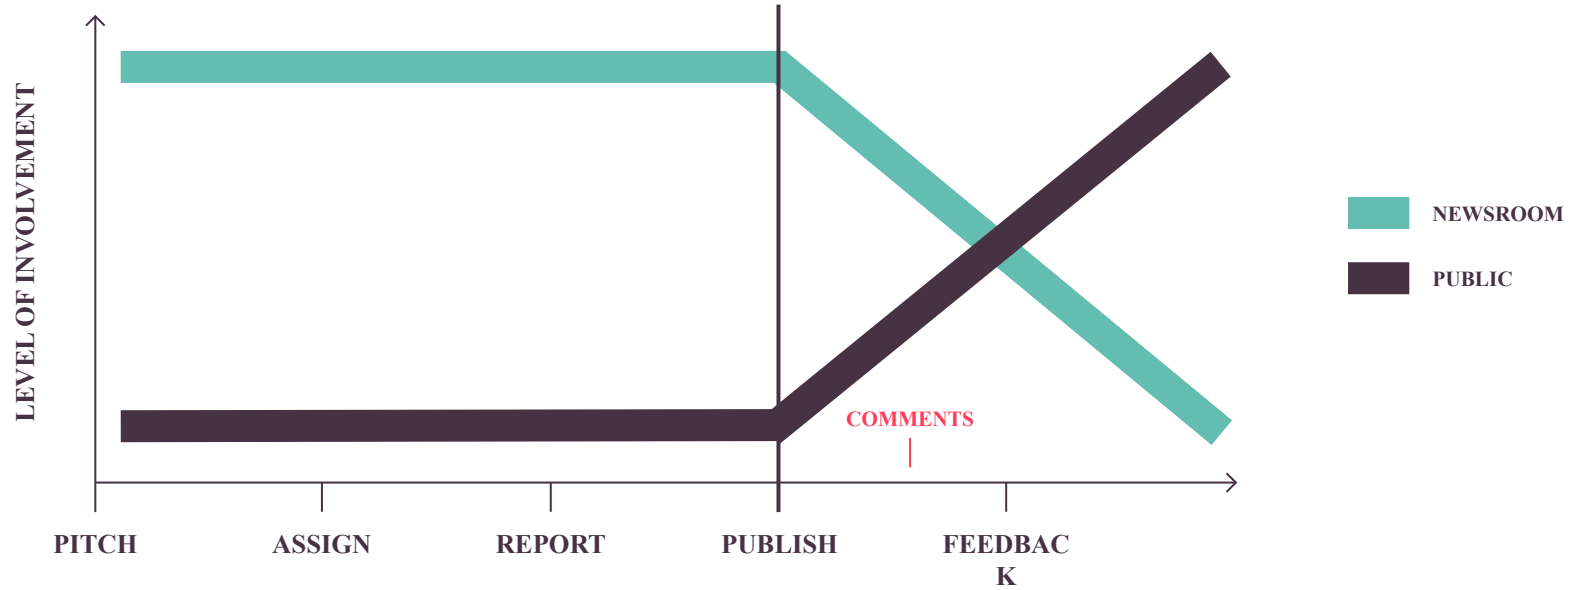 LEVEL OF INVOLVEMENT
NEWSROOM
PUBLIC
COMMENTS
PITCH
ASSIGN
REPORT
PUBLISH
FEEDBAC
K